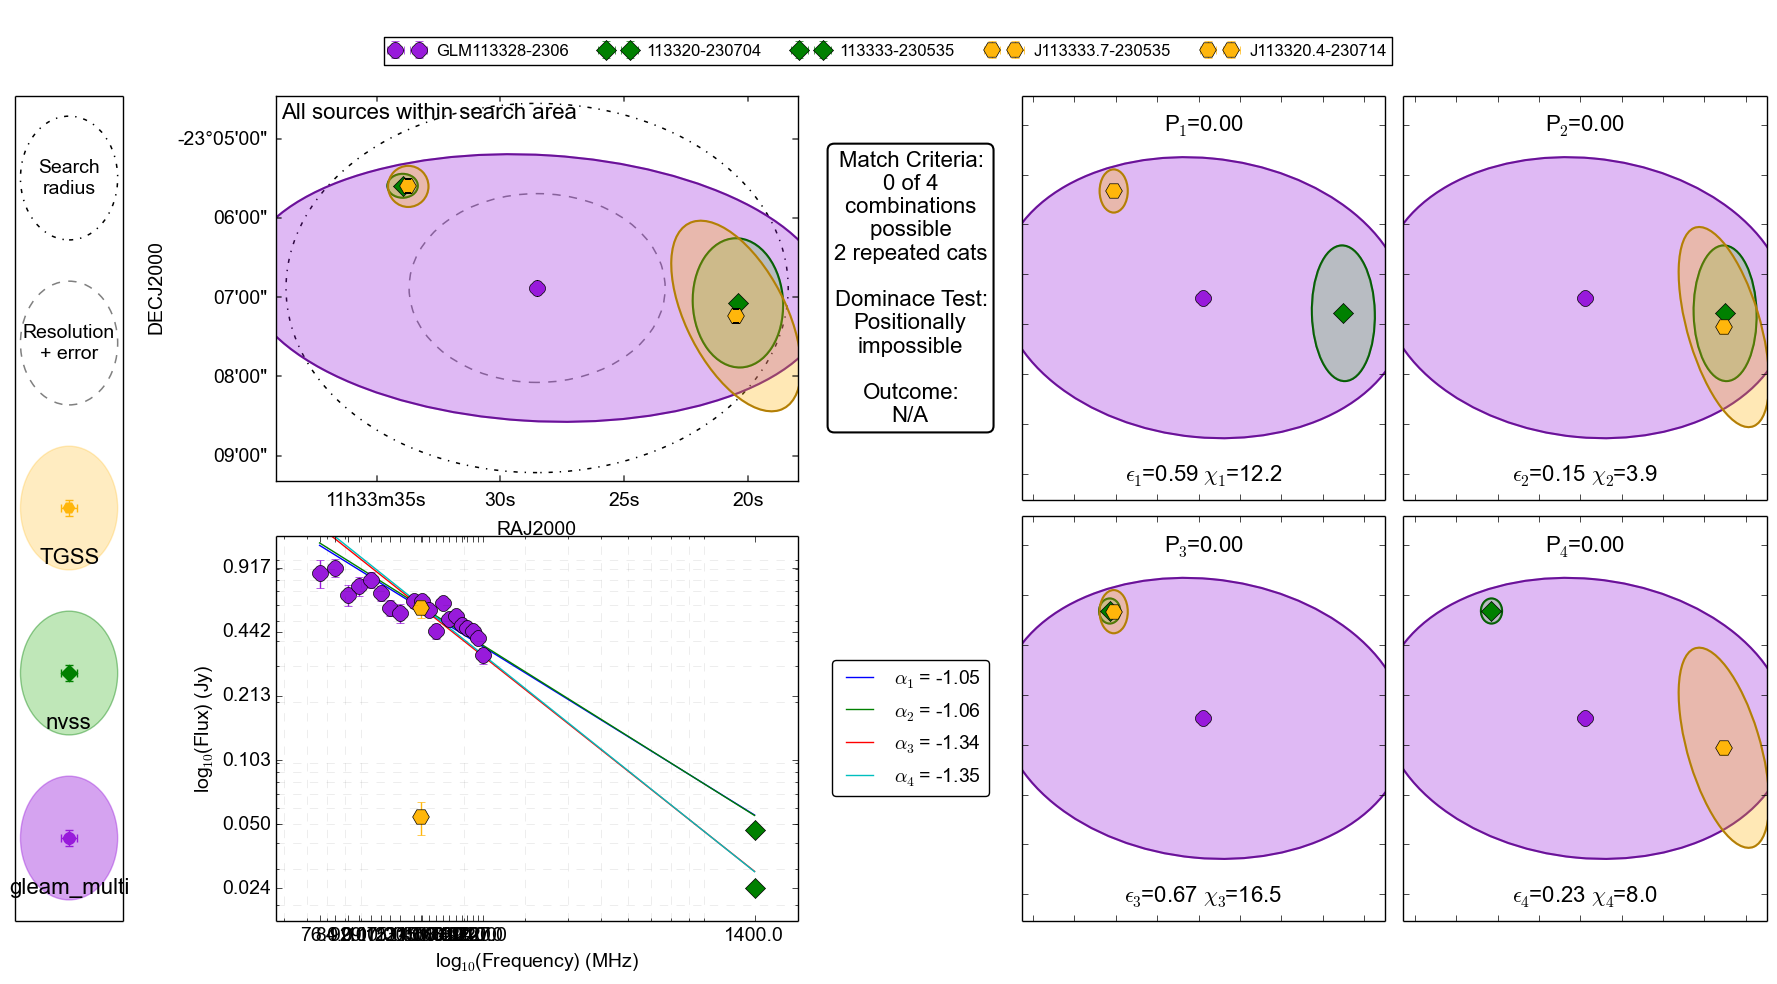 GLM113328-2306 113320-230704 113333-230535 J113333.7-230535 J113320.4-230714
Search
radius
Resolution
+ error
TGSS
nvss
gleam_multi
All sources within search area
DECJ2000
-23°05'00"
06'00"
07'00"
08'00"
09'00"
11h33m35s 30s 25s 20s
RAJ2000
Match Criteria:
0 of 4
combinations
possible
2 repeated cats
Dominace Test:
Positionally
impossible
Outcome:
N/A
P1=0.00
ϵ1=0.59 χ1=12.2
P2=0.00
ϵ2=0.15 χ2=3.9
P3=0.00
ϵ3=0.67 χ3=16.5
P4=0.00
ϵ4=0.23 χ4=8.0
log10(Flux) (Jy)
0.917
0.442
0.213
0.103
0.050
0.024
1400.0
log10(Frequency) (MHz)
α1 = -1.05
α2 = -1.06
α3 = -1.34
α4 = -1.35